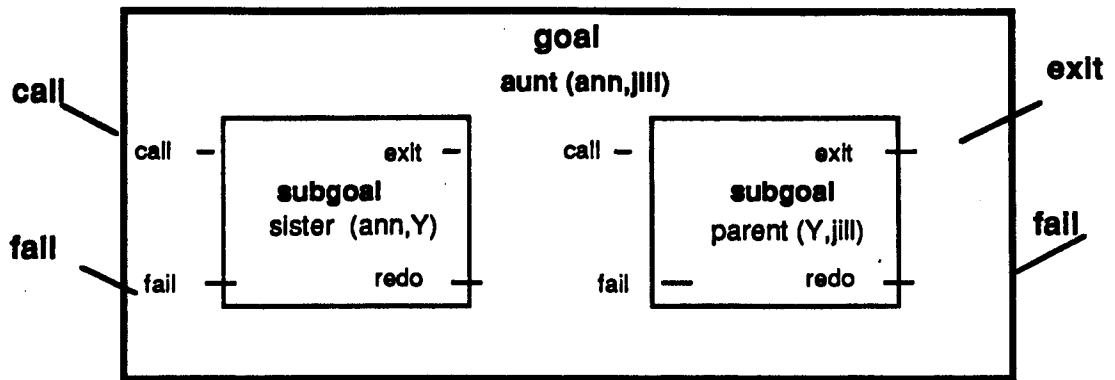 goal
aunt (ann,jill)
call
exit
call
exit
call
exit
subgoal
sister (ann,Y)
subgoal
parent (Y,jill)
fail
fail
fail
redo
fail
redo